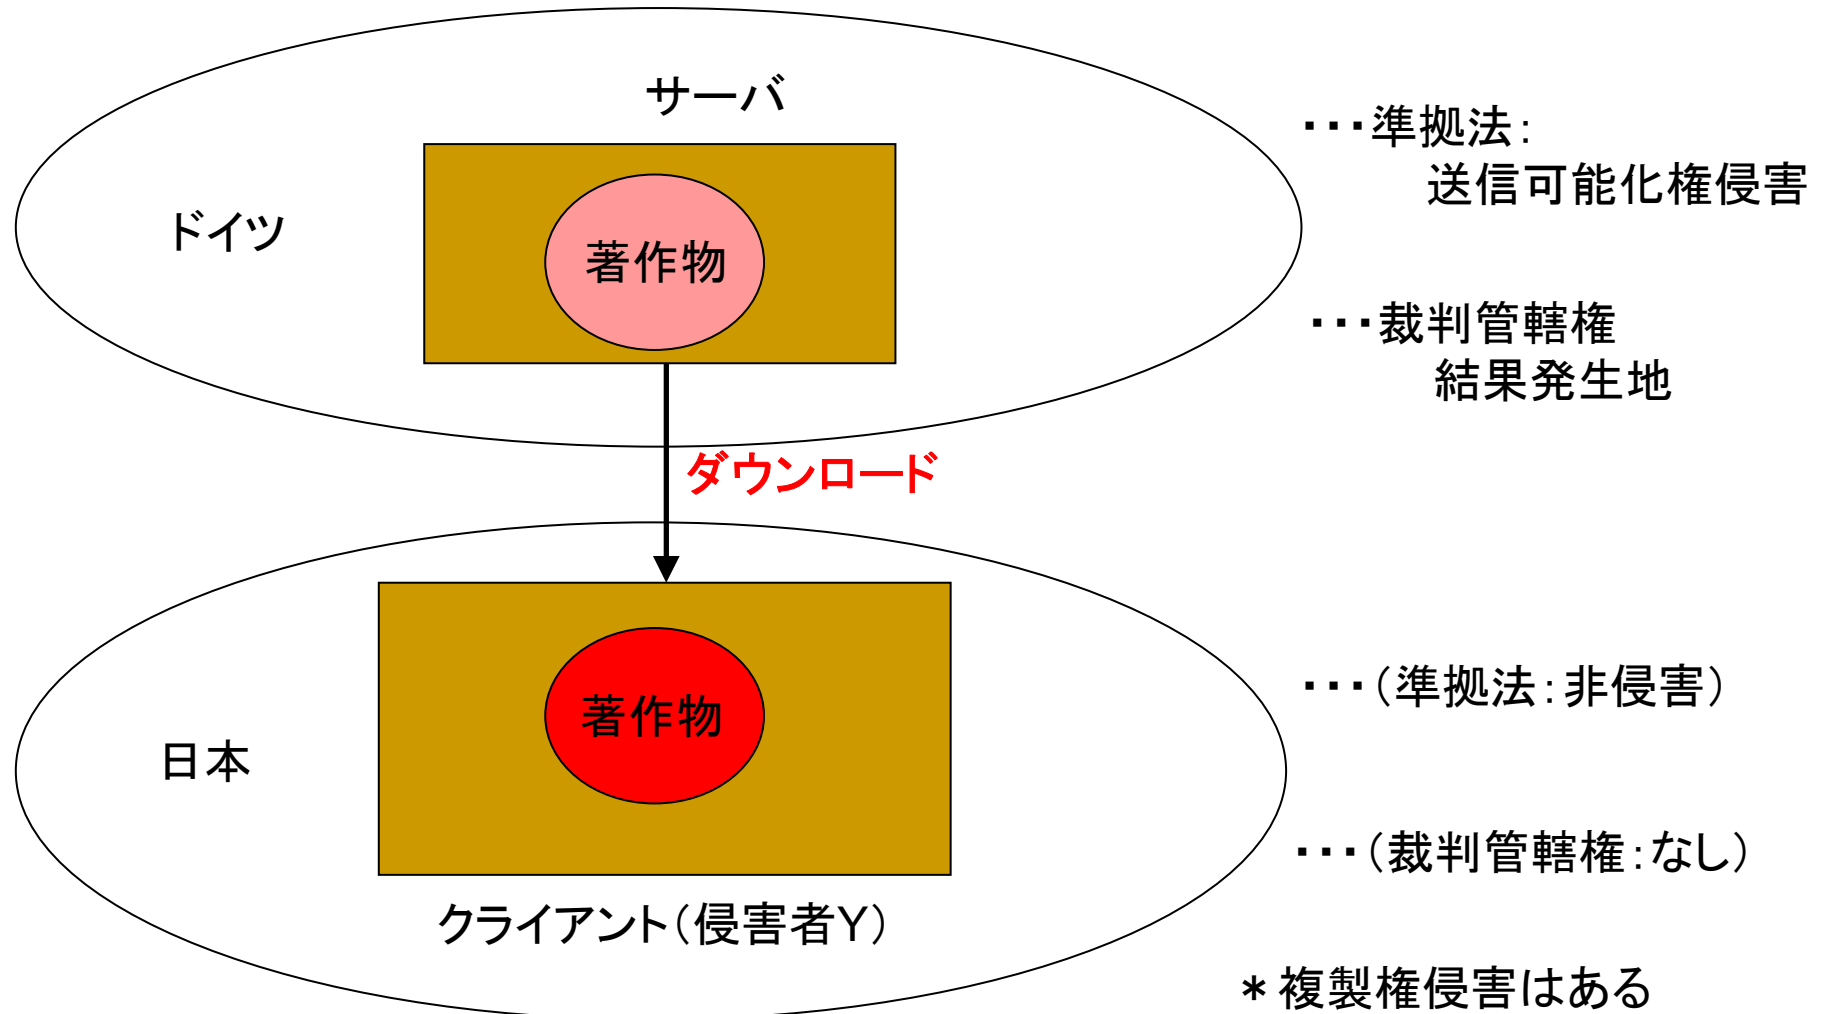 サーバ
・・・準拠法：
送信可能化権侵害
ドイツ
著作物
・・・裁判管轄権
結果発生地
ダウンロード
・・・（準拠法：非侵害）
著作物
日本
・・・（裁判管轄権：なし）
クライアント（侵害者Y）
＊複製権侵害はある